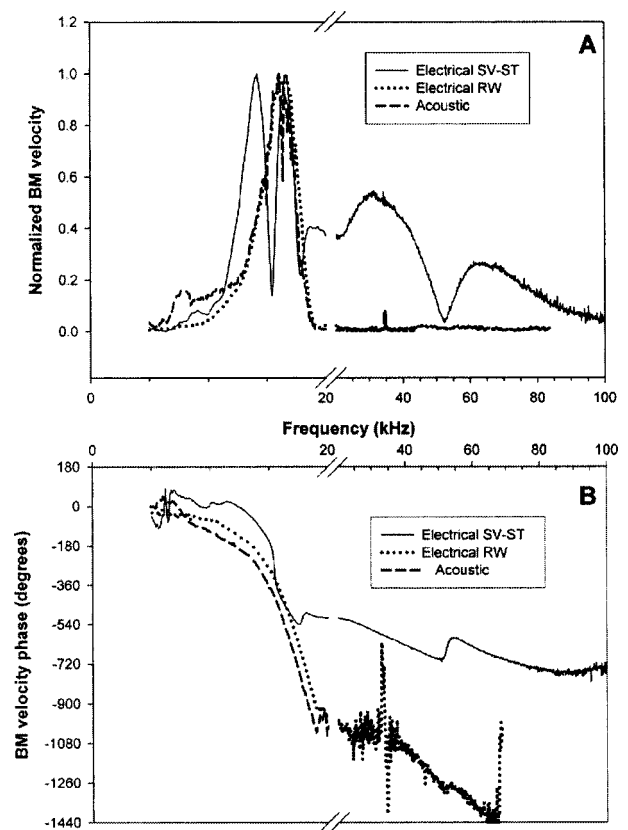 1.2
A
Electrical SV-ST
Electrical RW
Acoustic
1.0
0.8
0.6
0.4
0.2
0.0
Normalized BM velocity
0 20 40 60 80 100
Frequency (kHz)
0 20 40 60 80 100
180
B
Electrical SV-ST
Electrical RW
Acoustic
0
-180
-360
-540
-720
-900
-1080
-1260
-1440
BM velocity phase (degrees)